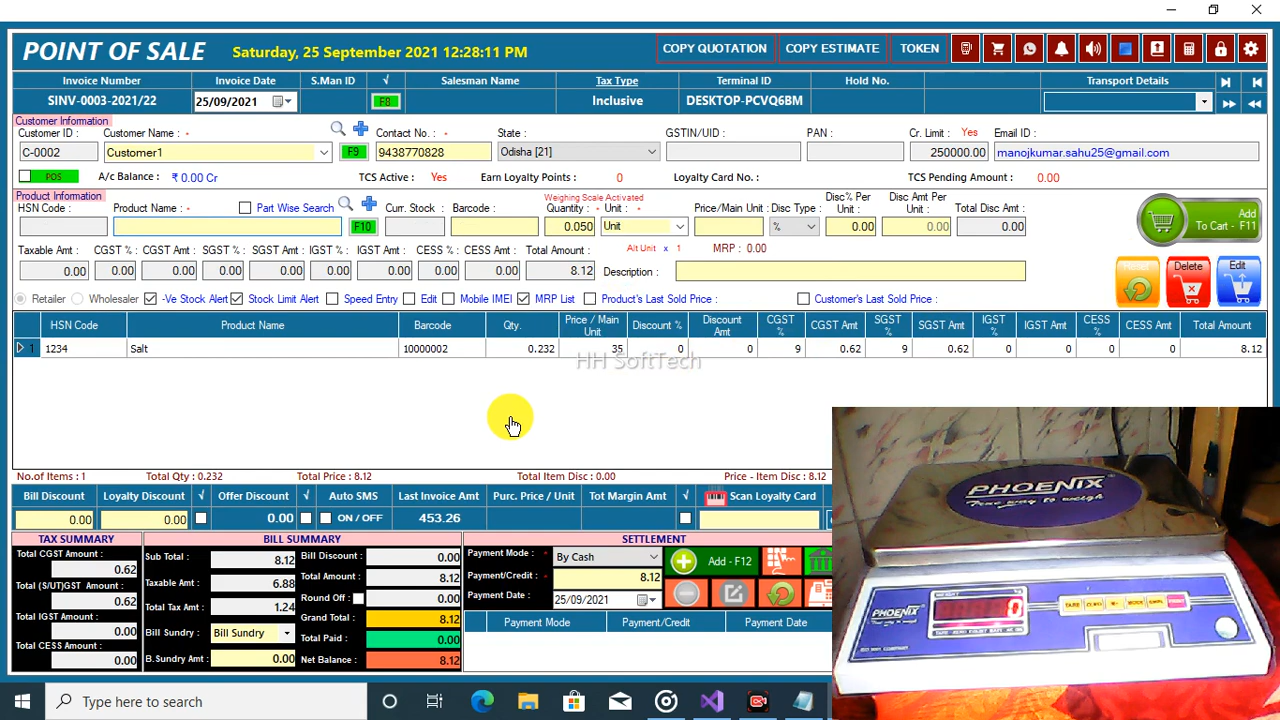 POINT OF SALE
Saturday, 25 September 2021 12:28:11 PM
COPY QUOTATION
COPY ESTIMATE
TOKEN
Invoice Number
Invoice Date
S.Man ID
√
Salesman Name
Tax Type
Terminal ID
Hold No.
Transport Details
SINV-0003-2021/22
25/09/2021
F8
Inclusive
DESKTOP-PCVQ6BM
Customer Information
Customer ID :
Customer Name : *
Contact No. : *
State :
GSTIN/UID :
PAN :
Cr. Limit : Yes
Email ID :
C-0002
Customer1
F9
9438770828
Odisha [21]
250000.00
manojkumar.sahu25@gmail.com
POS
A/c Balance : ₹ 0.00 Cr
TCS Active : Yes
Earn Loyalty Points : 0
Loyalty Card No. :
TCS Pending Amount : 0.00
Product Information
Weighing Scale Activated
HSN Code :
Product Name : *
Part Wise Search
Curr. Stock :
Barcode :
Quantity : *
Unit : *
Price/Main Unit :
Disc Type :
Disc% Per Unit :
Disc Amt Per Unit :
Total Disc Amt :
F10
0.050
Unit
%
0.00
0.00
0.00
Add To Cart - F11
Alt Unit x 1
MRP : 0.00
Taxable Amt :
CGST % :
CGST Amt :
SGST % :
SGST Amt :
IGST % :
IGST Amt :
CESS % :
CESS Amt :
Total Amount :
0.00
0.00
0.00
0.00
0.00
0.00
0.00
0.00
0.00
8.12
Description :
Reset
Delete
Edit
Retailer
Wholesaler
-Ve Stock Alert
Stock Limit Alert
Speed Entry
Edit
Mobile IMEI
MRP List
Product's Last Sold Price :
Customer's Last Sold Price :
HSN Code
Product Name
Barcode
Qty.
Price / Main Unit
Discount %
Discount Amt
CGST %
CGST Amt
SGST %
SGST Amt
IGST %
IGST Amt
CESS %
CESS Amt
Total Amount
1
1234
Salt
10000002
0.232
35
0
0
9
0.62
9
0.62
0
0
0
0
8.12
HH SoftTech
No.of Items : 1
Total Qty : 0.232
Total Price : 8.12
Total Item Disc : 0.00
Price - Item Disc : 8.12
Bill Discount
Loyalty Discount
√
Offer Discount
√
Auto SMS
Last Invoice Amt
Purc. Price / Unit
Tot Margin Amt
√
Scan Loyalty Card
0.00
0.00
0.00
ON / OFF
453.26
TAX SUMMARY
BILL SUMMARY
SETTLEMENT
Total CGST Amount :
0.62
Total (S/UT)GST Amount :
0.62
Total IGST Amount :
0.00
Total CESS Amount :
0.00
Sub Total : 8.12
Taxable Amt : 6.88
Total Tax Amt : 1.24
Bill Sundry : Bill Sundry
B.Sundry Amt : 0.00
Bill Discount : 0.00
Total Amount : 8.12
Round Off : 0.00
Grand Total : 8.12
Total Paid : 0.00
Net Balance : 8.12
Payment Mode : * By Cash
Payment/Credit : * 8.12
Payment Date : 25/09/2021
Add - F12
Payment Mode
Payment/Credit
Payment Date
PHOENIX
True way to weigh
PHOENIX
Type here to search